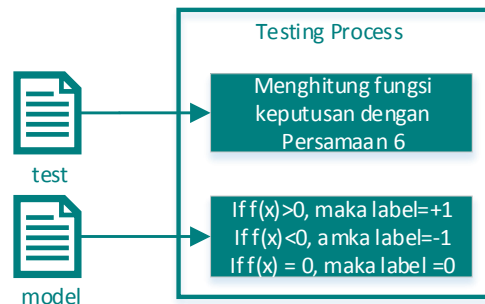 Testing Process
Menghitung fungsi
keputusan dengan
Persamaan 6
test
If f(x)>0, maka label=+1
If f(x)<0, amka label=-1
If f(x) = 0, maka label =0
model